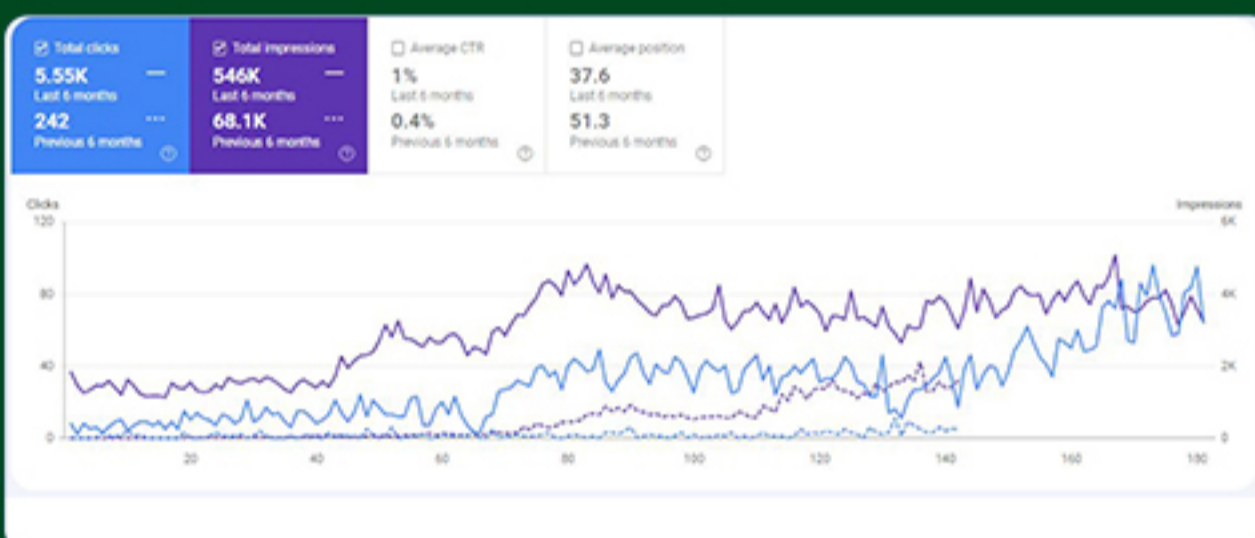 Total clicks
5.55K
Last 6 months
242
Previous 6 months
Total impressions
546K
Last 6 months
68.1K
Previous 6 months
Average CTR
1%
Last 6 months
0.4%
Previous 6 months
Average position
37.6
Last 6 months
51.3
Previous 6 months
Clicks
Impressions
120
6K
80
4K
40
2K
0
0
20 40 60 80 100 120 140 160 180